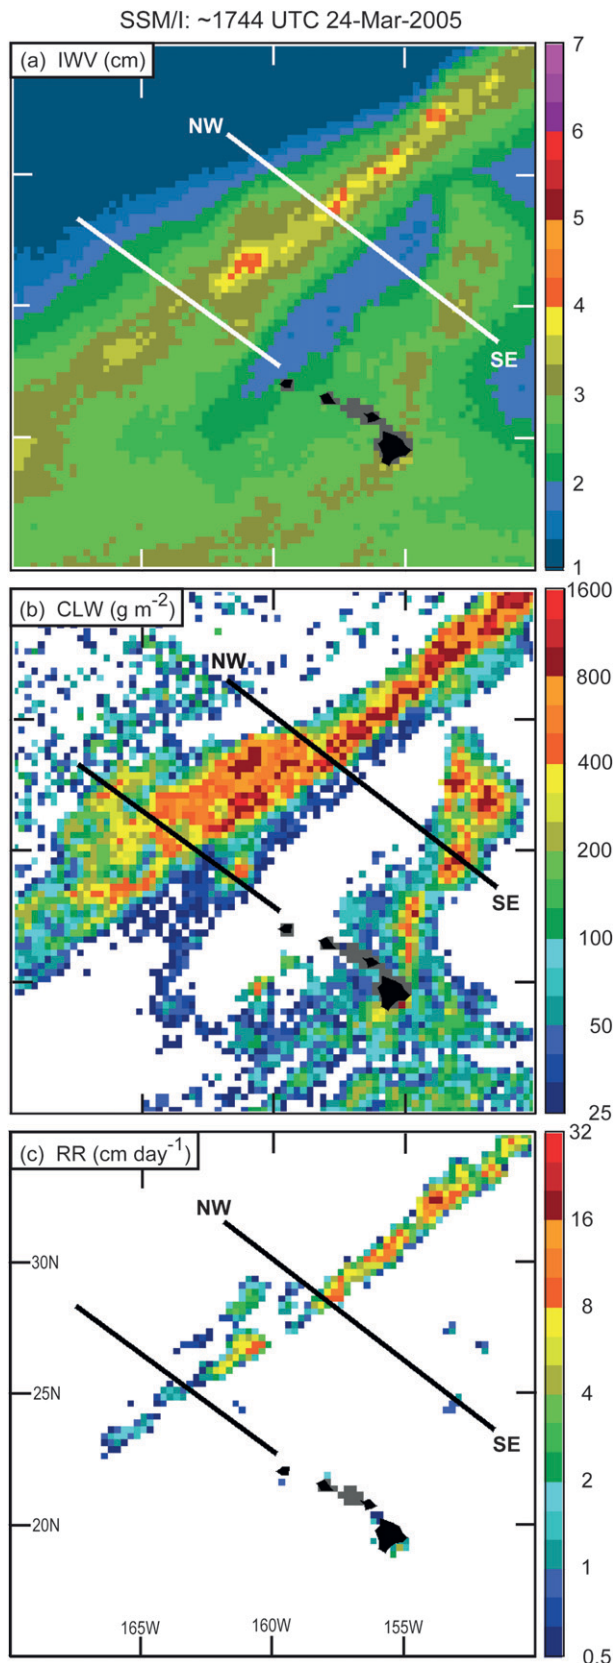 SSM/I: ~1744 UTC 24-Mar-2005
(a) IWV (cm)
7
NW
6
5
4
SE
3
2
1
(b) CLW (g m-2)
1600
NW
800
400
200
SE
100
50
25
(c) RR (cm day-1)
32
NW
16
30N
8
25N
4
SE
2
20N
1
165W 160W 155W
0.5